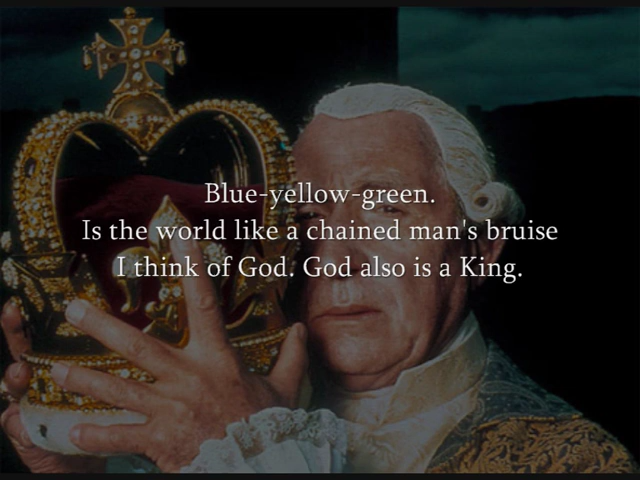 Blue-yellow-green.
Is the world like a chained man's bruise
I think of God. God also is a King.